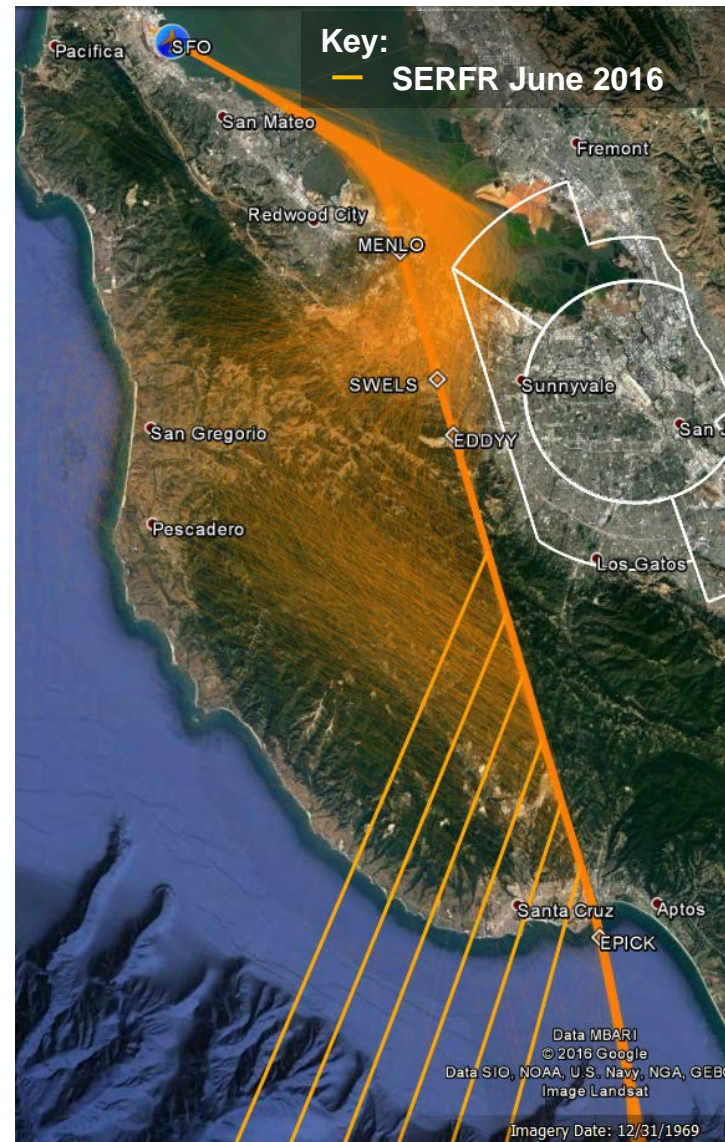 Key:
SERFR June 2016
Pacifica
SFO
San Mateo
Fremont
Redwood City
MENLO
SWELS
Sunnyvale
San Gregorio
EDDYY
San J
Pescadero
Los Gatos
Santa Cruz
Aptos
EPICK
Data MBARI
© 2016 Google
Data SIO, NOAA, U.S. Navy, NGA, GEBC
Image Landsat
Imagery Date: 12/31/1969